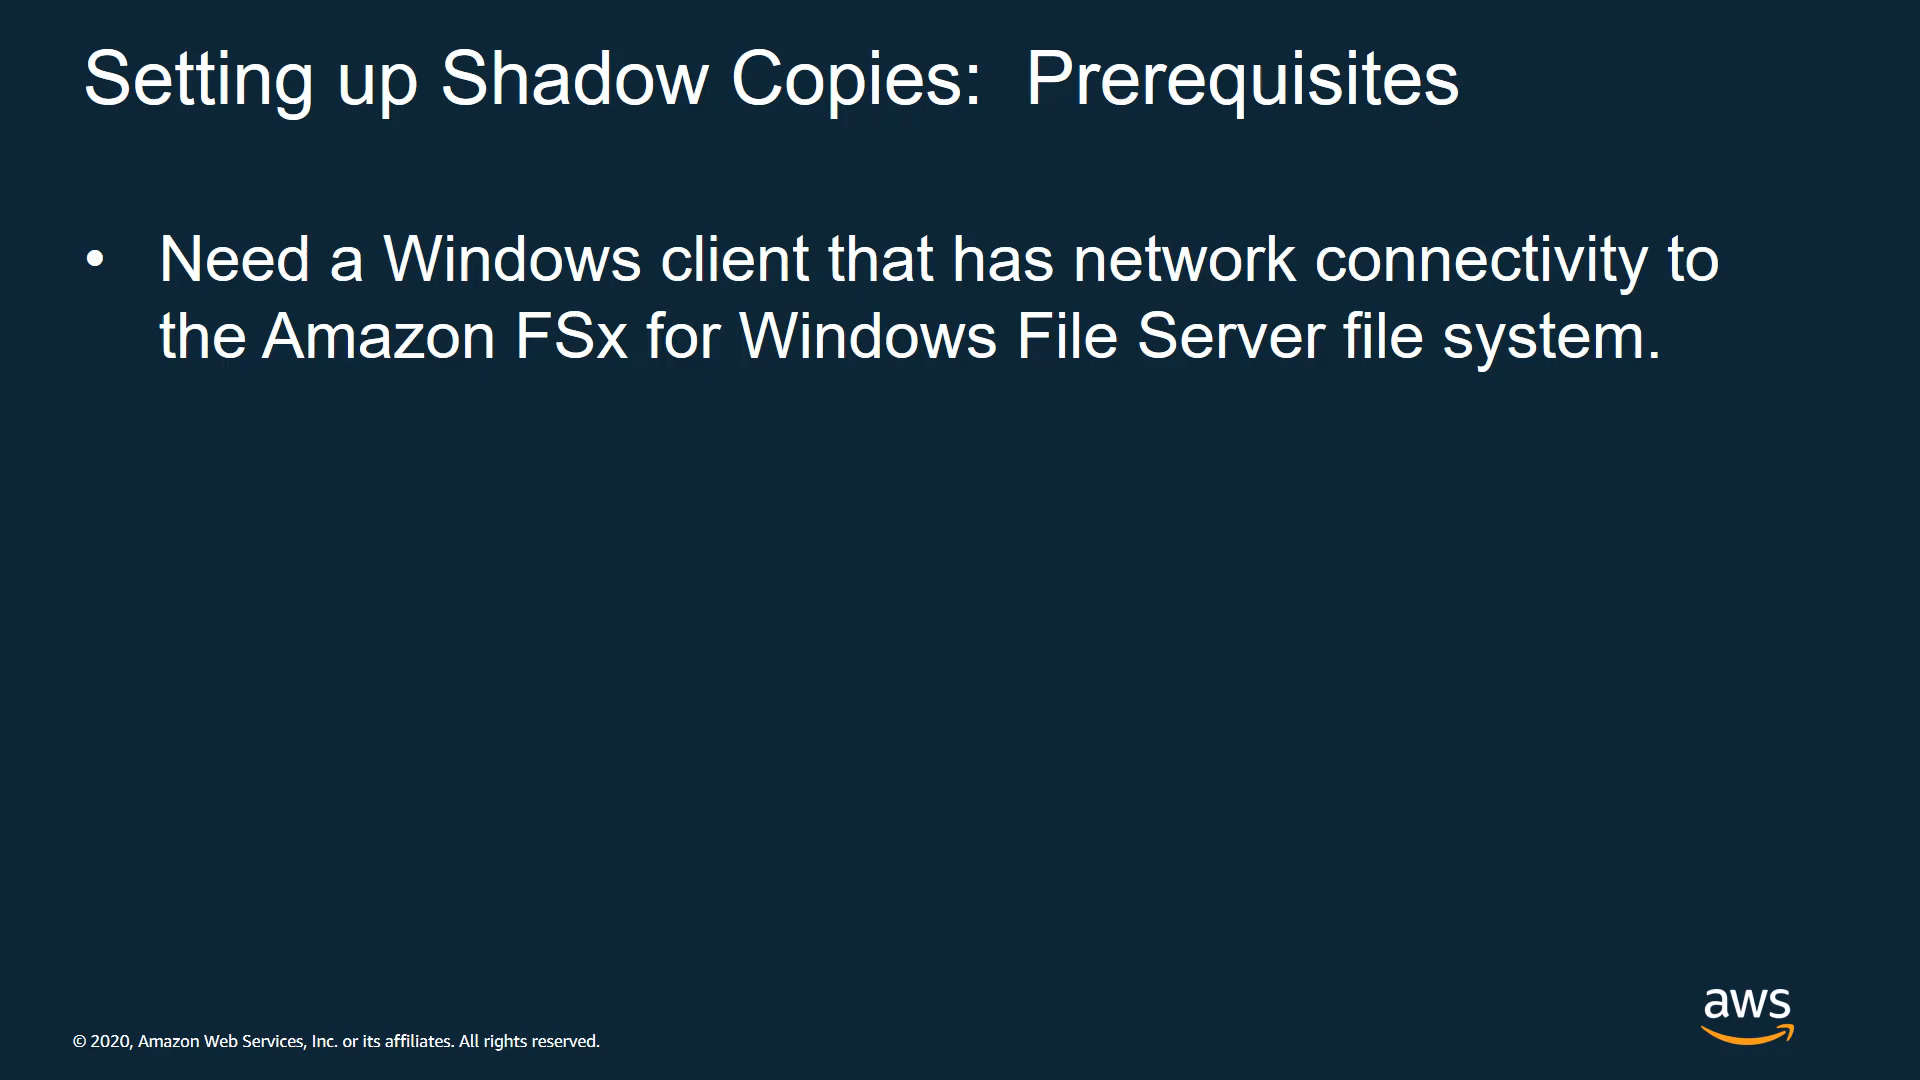 Setting up Shadow Copies:  Prerequisites
• Need a Windows client that has network connectivity to
the Amazon FSx for Windows File Server file system.
aws
© 2020, Amazon Web Services, Inc. or its affiliates. All rights reserved.